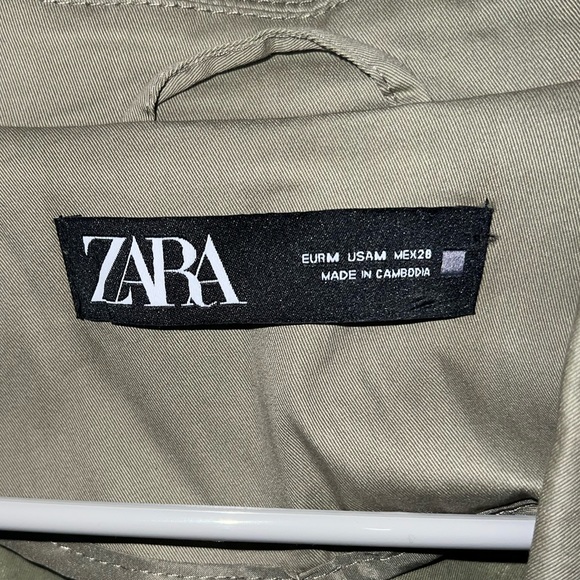 ZARA
EUR M USA M MEX 28
MADE IN CAMBODIA